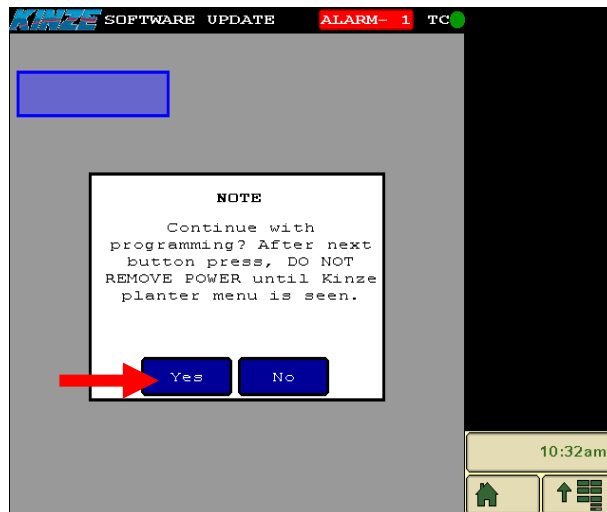 KINZE SOFTWARE UPDATE ALARM- 1 TC
NOTE
Continue with
programming? After next
button press, DO NOT
REMOVE POWER until Kinze
planter menu is seen.
Yes No
10:32am